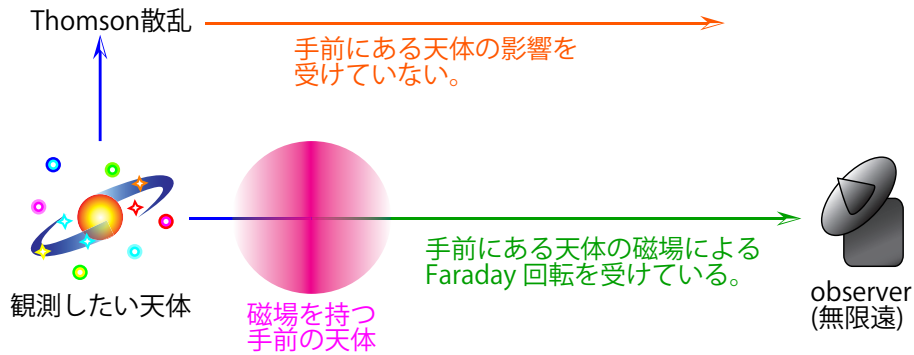 Thomson散乱
手前にある天体の影響を
受けていない。
手前にある天体の磁場による
Faraday 回転を受けている。
観測したい天体
磁場を持つ
手前の天体
observer
(無限遠)